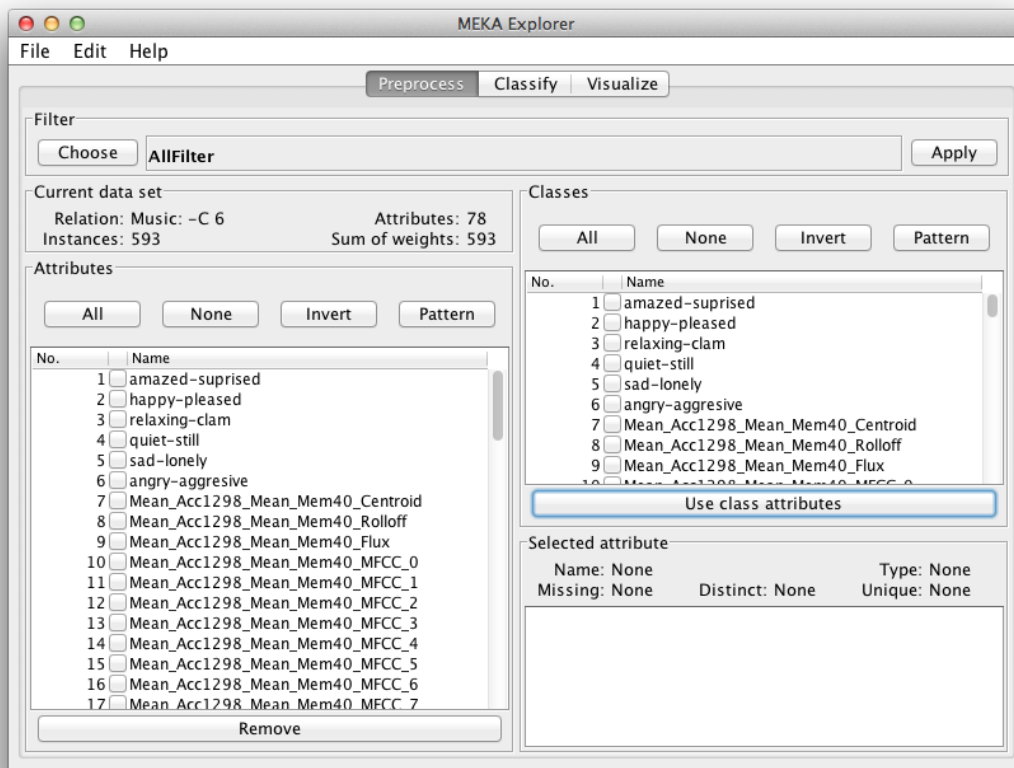 MEKA Explorer
File Edit Help
Preprocess Classify Visualize
Filter
Choose AllFilter Apply
Current data set
Relation: Music: -C 6 Attributes: 78
Instances: 593 Sum of weights: 593
Attributes
All None Invert Pattern
No. Name
1 amazed-suprised
2 happy-pleased
3 relaxing-clam
4 quiet-still
5 sad-lonely
6 angry-aggresive
7 Mean_Acc1298_Mean_Mem40_Centroid
8 Mean_Acc1298_Mean_Mem40_Rolloff
9 Mean_Acc1298_Mean_Mem40_Flux
10 Mean_Acc1298_Mean_Mem40_MFCC_0
11 Mean_Acc1298_Mean_Mem40_MFCC_1
12 Mean_Acc1298_Mean_Mem40_MFCC_2
13 Mean_Acc1298_Mean_Mem40_MFCC_3
14 Mean_Acc1298_Mean_Mem40_MFCC_4
15 Mean_Acc1298_Mean_Mem40_MFCC_5
16 Mean_Acc1298_Mean_Mem40_MFCC_6
17 Mean_Acc1298_Mean_Mem40_MFCC_7
Remove
Classes
All None Invert Pattern
No. Name
1 amazed-suprised
2 happy-pleased
3 relaxing-clam
4 quiet-still
5 sad-lonely
6 angry-aggresive
7 Mean_Acc1298_Mean_Mem40_Centroid
8 Mean_Acc1298_Mean_Mem40_Rolloff
9 Mean_Acc1298_Mean_Mem40_Flux
10 Mean_Acc1298_Mean_Mem40_MFCC_0
Use class attributes
Selected attribute
Name: None Type: None
Missing: None Distinct: None Unique: None